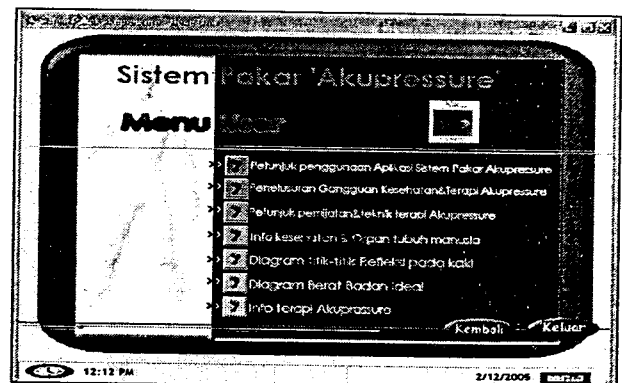 Sistem Pakar 'Akupressure'
Menu User
Petunjuk penggunaan Aplikasi Sistem Pakar Akupressure
Penelusuran Gangguan Kesehatan&Terapi Akupressure
Petunjuk pemijatan&teknik terapi Akupressure
Info kesehatan & Organ tubuh manusia
Diagram titik-titik Refleksi pada kaki
Diagram Berat Badan Ideal
Info Terapi Akupressure
Kembali Keluar
12:12 PM 2/12/2005